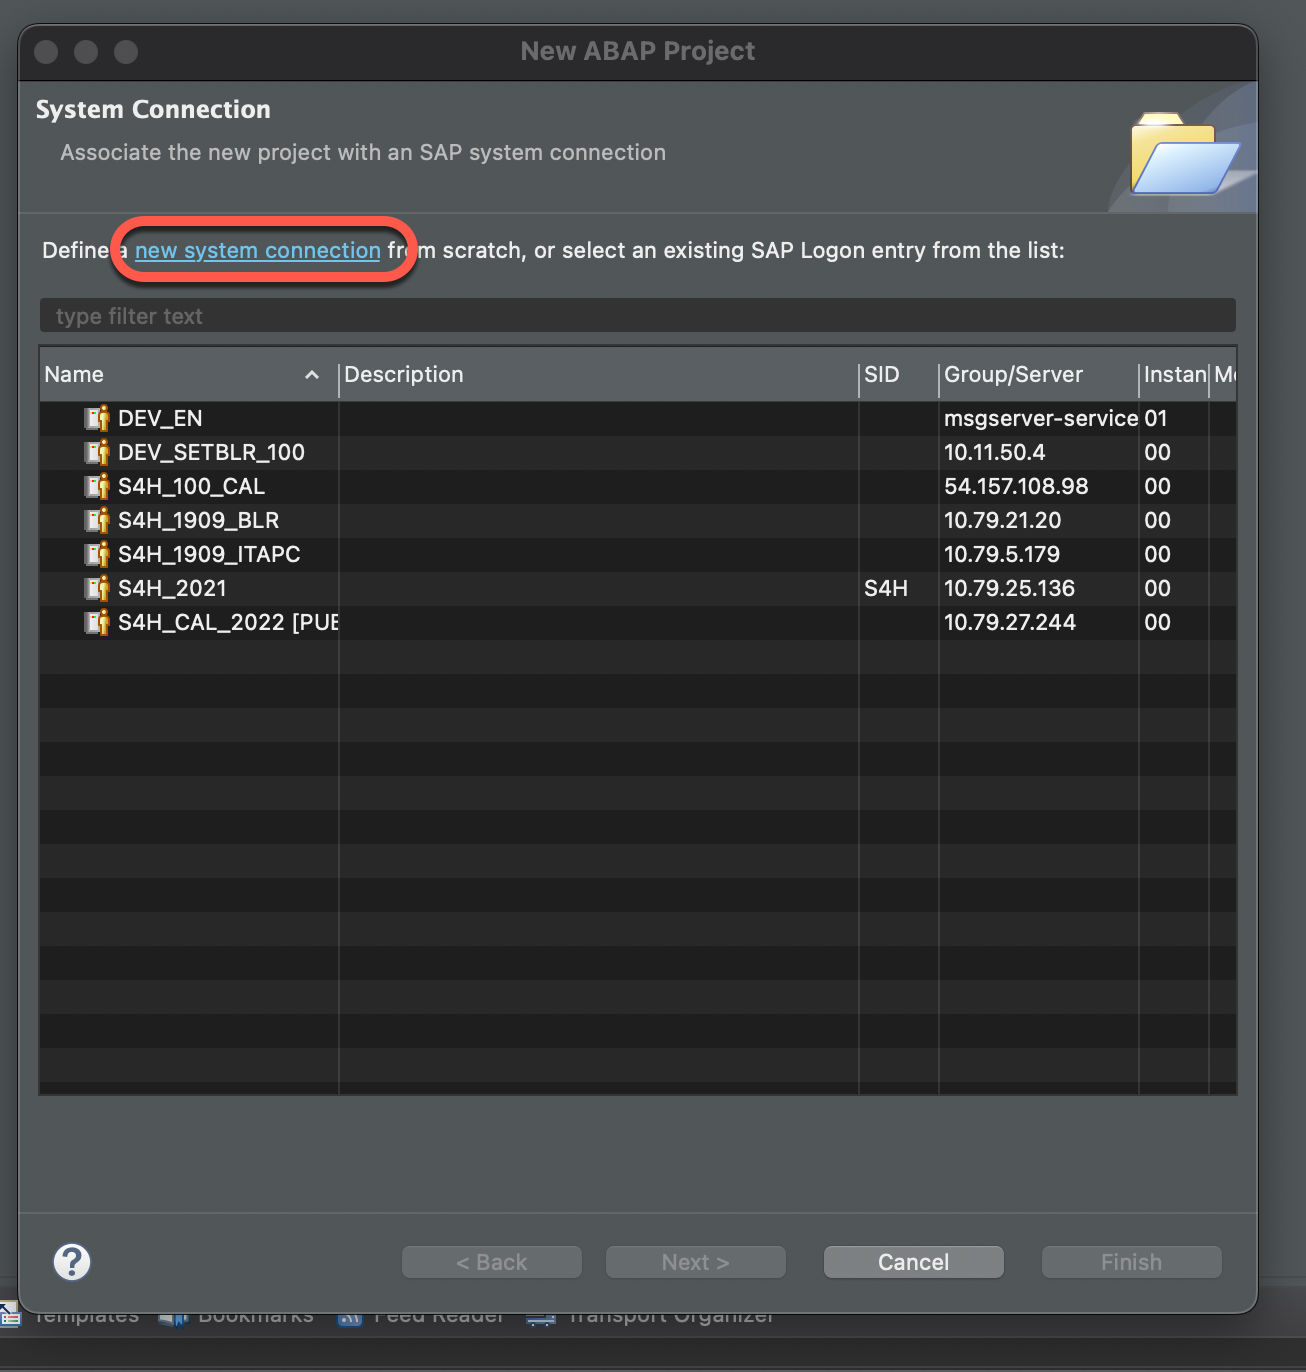 New ABAP Project
System Connection
Associate the new project with an SAP system connection
Define a new system connection from scratch, or select an existing SAP Logon entry from the list:
type filter text
Name Description SID Group/Server Instan
DEV_EN msgserver-service 01
DEV_SETBLR_100 10.11.50.4 00
S4H_100_CAL 54.157.108.98 00
S4H_1909_BLR 10.79.21.20 00
S4H_1909_ITAPC 10.79.5.179 00
S4H_2021 S4H 10.79.25.136 00
S4H_CAL_2022 [PUE 10.79.27.244 00
? < Back Next > Cancel Finish
Templates Bookmarks Feed Reader Transport Organizer